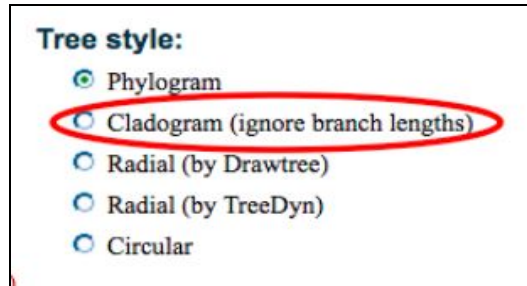 Tree style:
Phylogram
Cladogram (ignore branch lengths)
Radial (by Drawtree)
Radial (by TreeDyn)
Circular